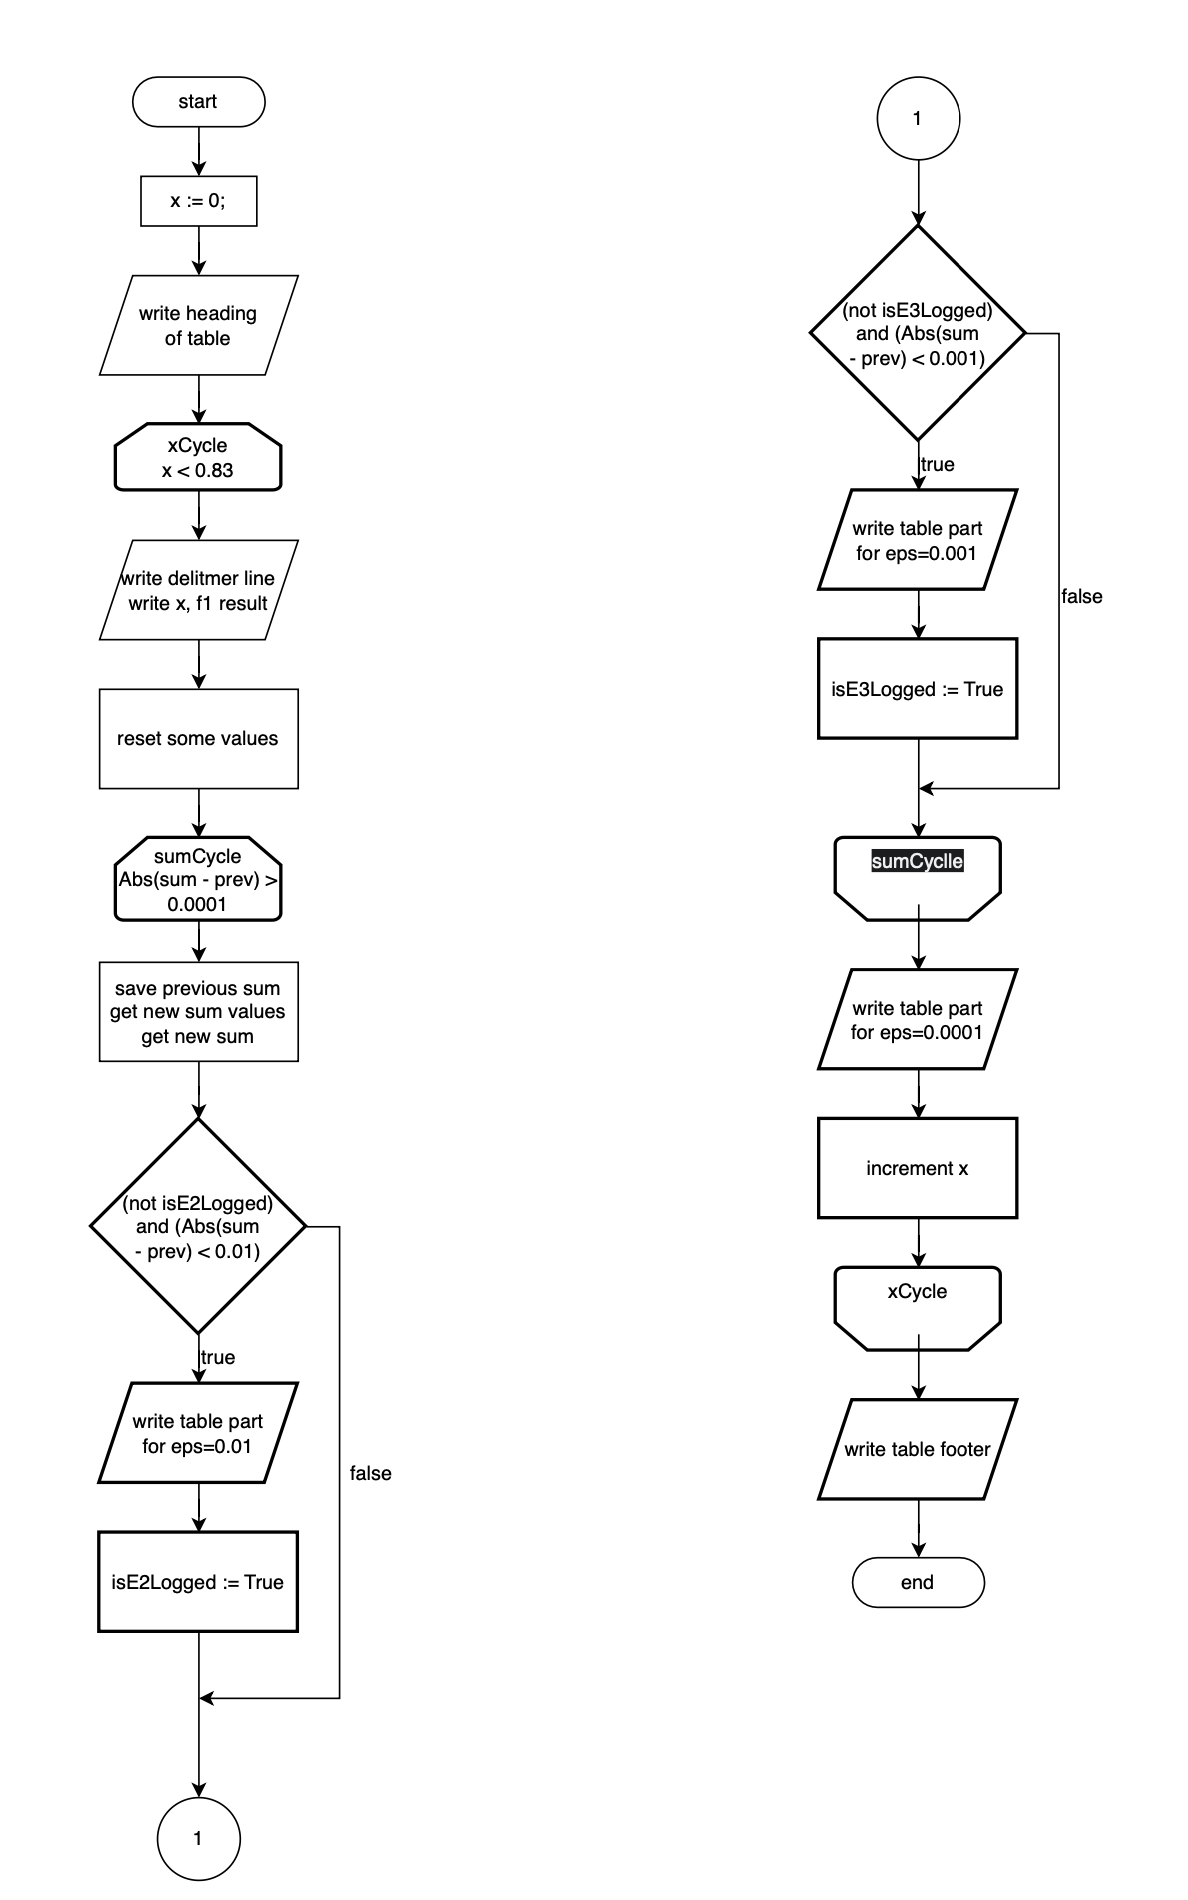 start
x := 0;
write heading
of table
xCycle
x < 0.83
write delitmer line
write x, f1 result
reset some values
sumCycle
Abs(sum - prev) >
0.0001
save previous sum
get new sum values
get new sum
(not isE2Logged)
and (Abs(sum
- prev) < 0.01)
true
write table part
for eps=0.01
false
isE2Logged := True
1
1
(not isE3Logged)
and (Abs(sum
- prev) < 0.001)
true
write table part
for eps=0.001
false
isE3Logged := True
sumCyclle
write table part
for eps=0.0001
increment x
xCycle
write table footer
end